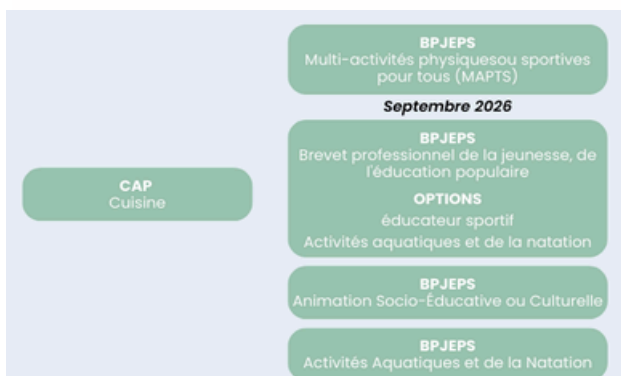 CAP
Cuisine
BPJEPS
Multi-activités physiquesou sportives
pour tous (MAPTS)
Septembre 2026
BPJEPS
Brevet professionnel de la jeunesse, de
l'éducation populaire
OPTIONS
éducateur sportif
Activités aquatiques et de la natation
BPJEPS
Animation Socio-Éducative ou Culturelle
BPJEPS
Activités Aquatiques et de la Natation